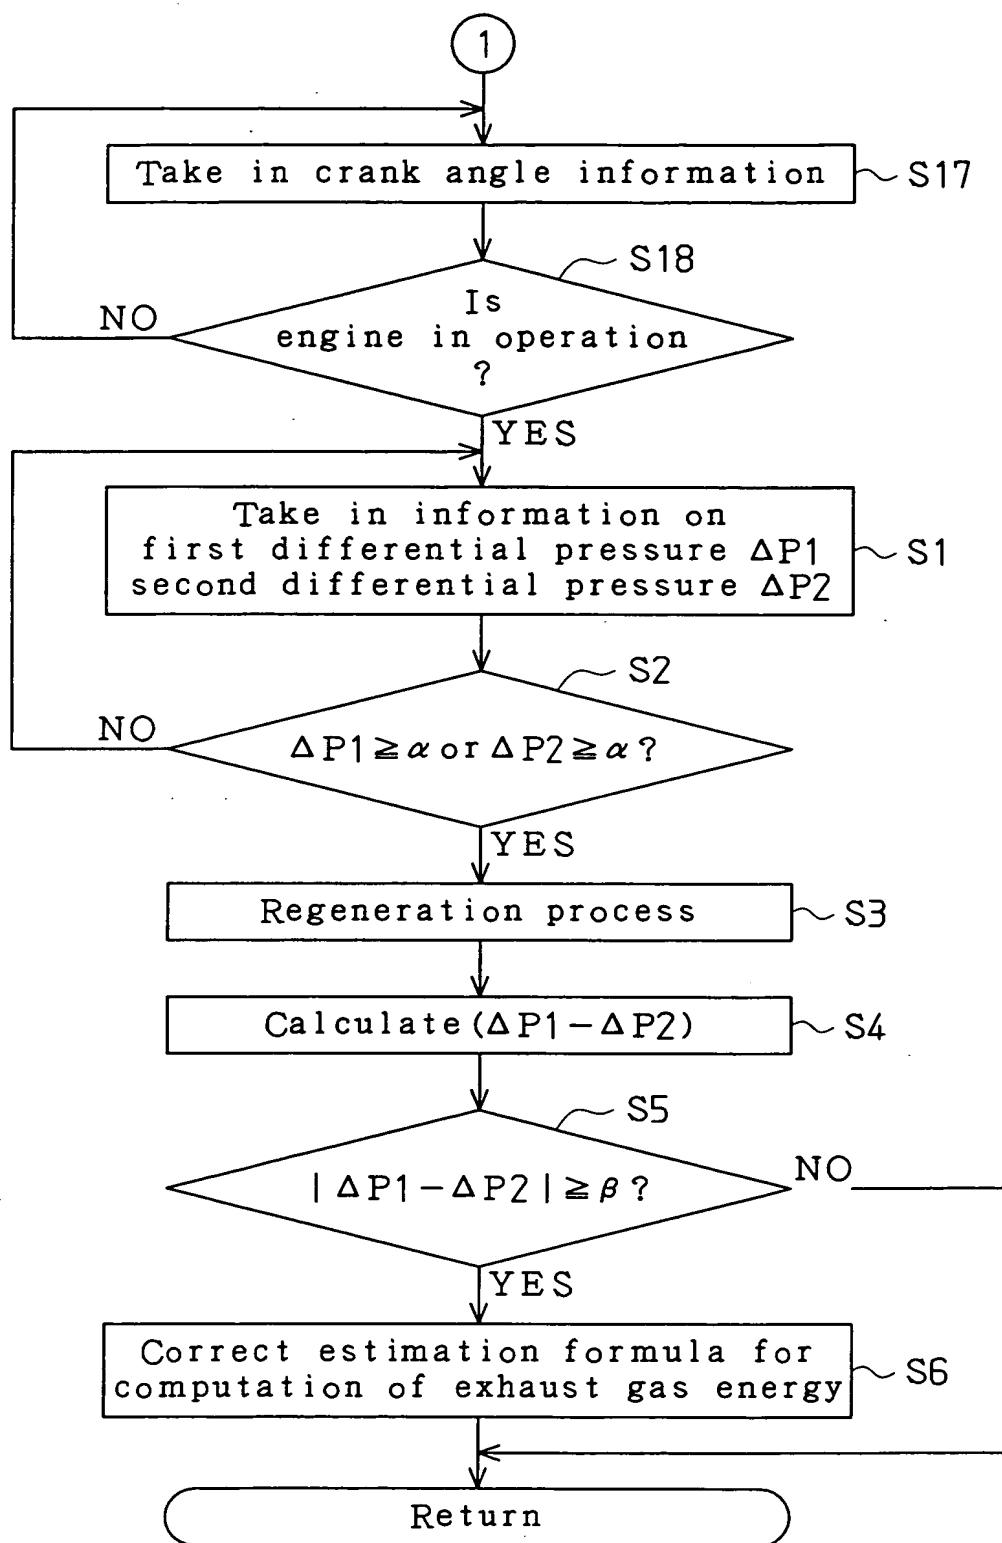 1
Take in crank angle information
S17
S18
Is
engine in operation
?
NO
YES
Take in information on
first differential pressure ΔP1
second differential pressure ΔP2
S1
S2
NO
ΔP1≧α or ΔP2≧α?
YES
Regeneration process
S3
Calculate(ΔP1−ΔP2)
S4
S5
NO
|ΔP1−ΔP2|≧β?
YES
Correct estimation formula for
computation of exhaust gas energy
S6
Return